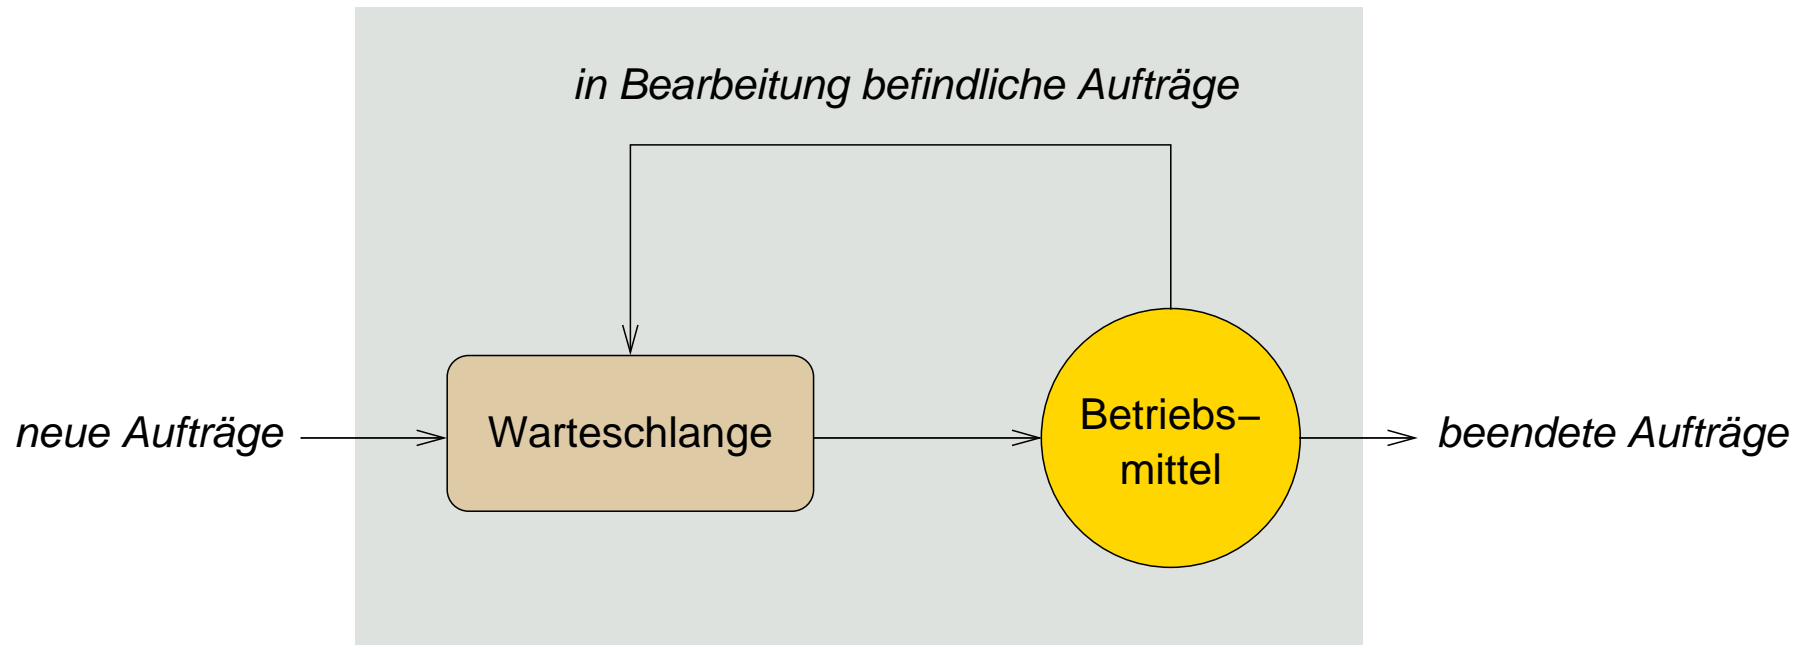 in Bearbeitung befindliche Aufträge
neue Aufträge
Warteschlange
Betriebs–
mittel
beendete Aufträge